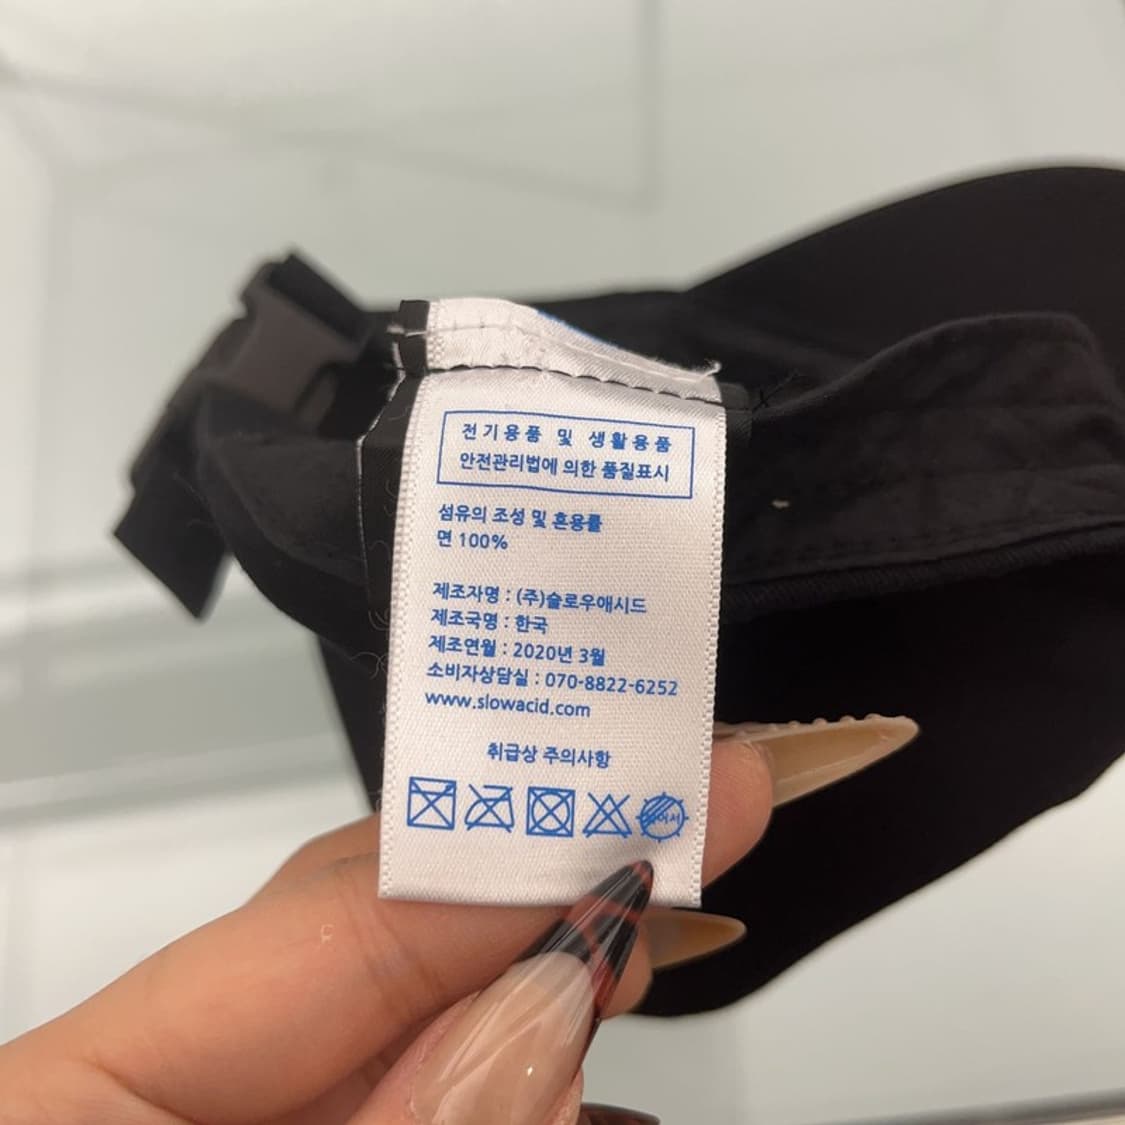 전기용품 및 생활용품
안전관리법에 의한 품질표시
섬유의 조성 및 혼용률
면 100%
제조자명 : (주)슬로우애시드
제조국명 : 한국
제조연월 : 2020년 3월
소비자상담실 : 070-8822-6252
www.slowacid.com
취급상 주의사항